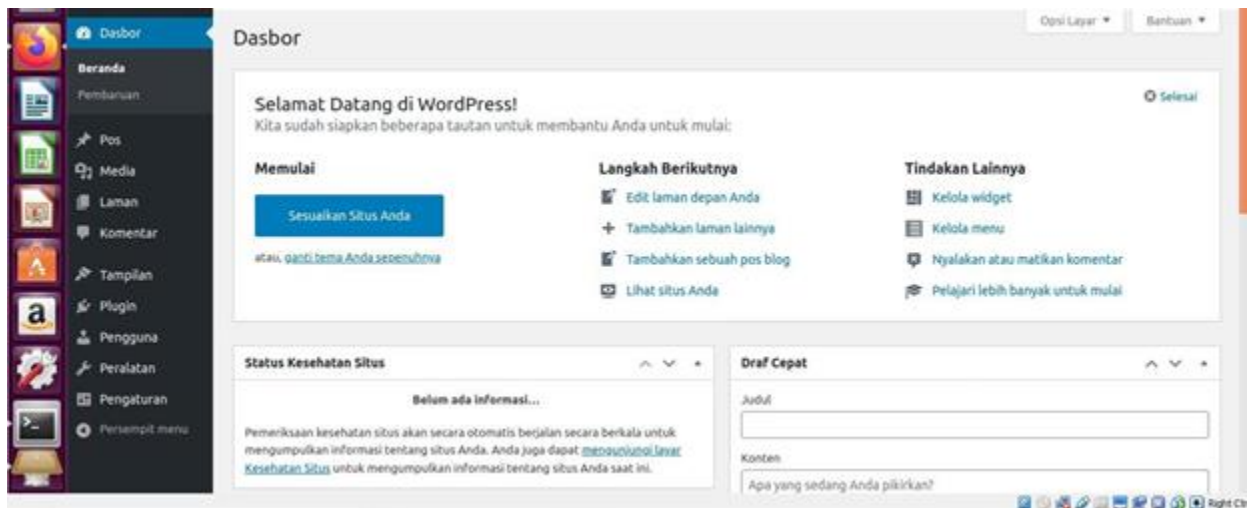 Dasbor
Beranda
Pembaruan
Pos
Media
Laman
Komentar
Tampilan
Plugin
Pengguna
Peralatan
Pengaturan
Persempit menu
Opsi Layar
Bantuan
Dasbor
Selamat Datang di WordPress!
Kita sudah siapkan beberapa tautan untuk membantu Anda untuk mulai:
Selesai
Memulai
Sesuaikan Situs Anda
atau, ganti tema Anda sepenuhnya
Langkah Berikutnya
Edit laman depan Anda
Tambahkan laman lainnya
Tambahkan sebuah pos blog
Lihat situs Anda
Tindakan Lainnya
Kelola widget
Kelola menu
Nyalakan atau matikan komentar
Pelajari lebih banyak untuk mulai
Status Kesehatan Situs
Belum ada informasi...
Pemeriksaan kesehatan situs akan secara otomatis berjalan secara berkala untuk
mengumpulkan informasi tentang situs Anda. Anda juga dapat mengunjungi layar
Kesehatan Situs untuk mengumpulkan informasi tentang situs Anda saat ini.
Draf Cepat
Judul
Konten
Apa yang sedang Anda pikirkan?
Right